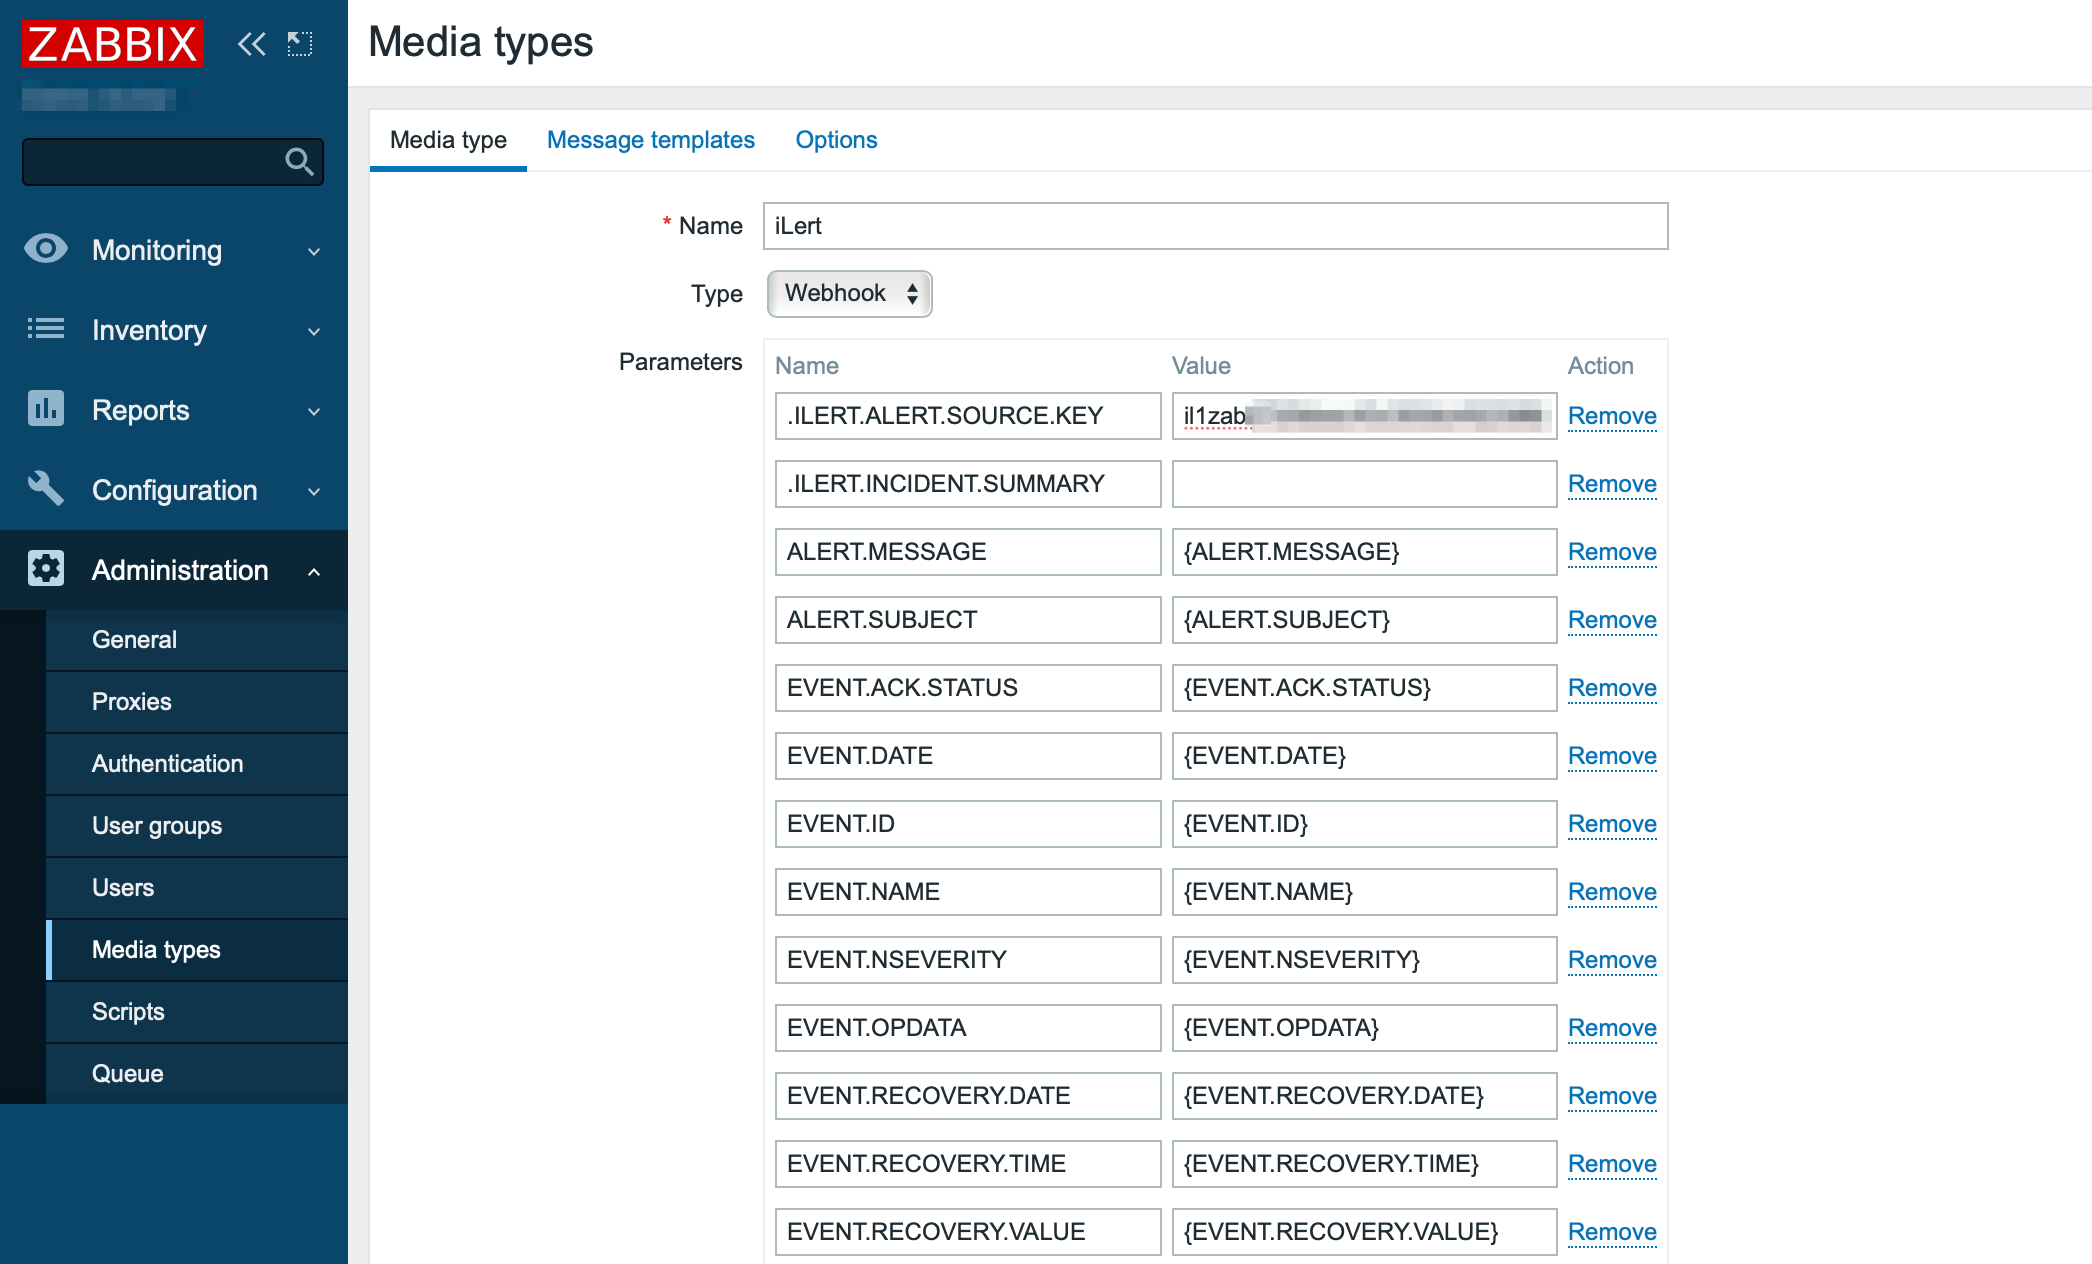 ZABBIX
Media types
Media type Message templates Options
* Name iLert
Type Webhook
Parameters Name Value Action
.ILERT.ALERT.SOURCE.KEY il1zab Remove
.ILERT.INCIDENT.SUMMARY Remove
ALERT.MESSAGE {ALERT.MESSAGE} Remove
ALERT.SUBJECT {ALERT.SUBJECT} Remove
EVENT.ACK.STATUS {EVENT.ACK.STATUS} Remove
EVENT.DATE {EVENT.DATE} Remove
EVENT.ID {EVENT.ID} Remove
EVENT.NAME {EVENT.NAME} Remove
EVENT.NSEVERITY {EVENT.NSEVERITY} Remove
EVENT.OPDATA {EVENT.OPDATA} Remove
EVENT.RECOVERY.DATE {EVENT.RECOVERY.DATE} Remove
EVENT.RECOVERY.TIME {EVENT.RECOVERY.TIME} Remove
EVENT.RECOVERY.VALUE {EVENT.RECOVERY.VALUE} Remove
Monitoring
Inventory
Reports
Configuration
Administration
General
Proxies
Authentication
User groups
Users
Media types
Scripts
Queue